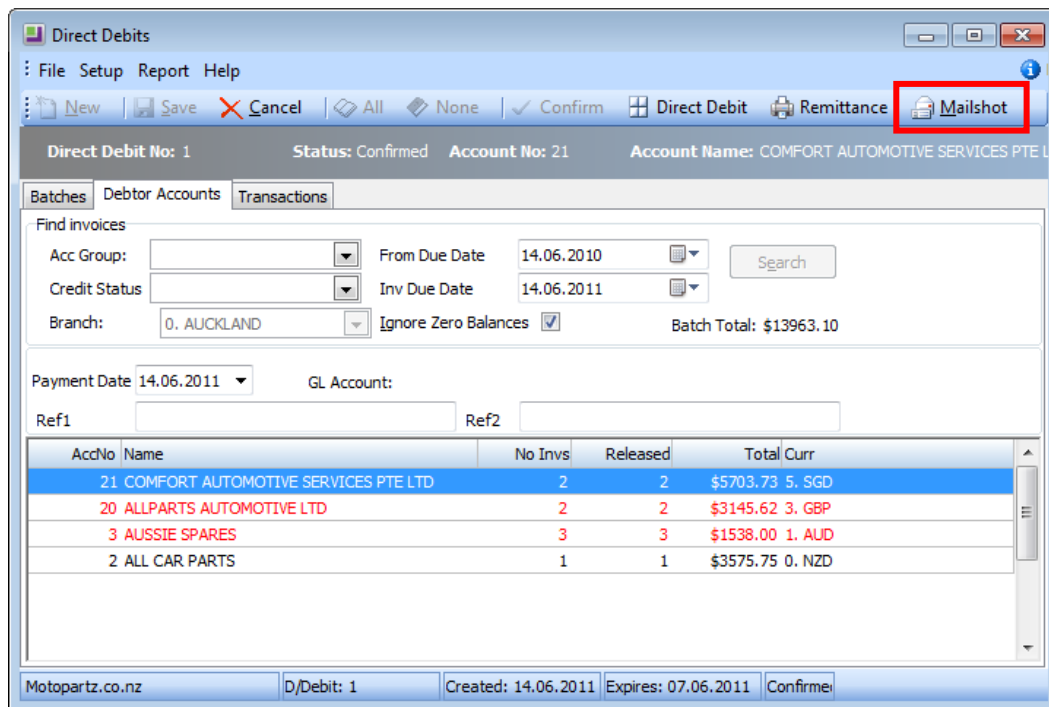 Direct Debits
File Setup Report Help
New Save Cancel All None Confirm Direct Debit Remittance Mailshot
Direct Debit No: 1 Status: Confirmed Account No: 21 Account Name: COMFORT AUTOMOTIVE SERVICES PTE L
Batches Debtor Accounts Transactions
Find invoices
Acc Group: From Due Date 14.06.2010 Search
Credit Status Inv Due Date 14.06.2011
Branch: 0. AUCKLAND Ignore Zero Balances Batch Total: $13963.10
Payment Date 14.06.2011 GL Account:
Ref1 Ref2
AccNo Name No Invs Released Total Curr
21 COMFORT AUTOMOTIVE SERVICES PTE LTD 2 2 $5703.73 5. SGD
20 ALLPARTS AUTOMOTIVE LTD 2 2 $3145.62 3. GBP
3 AUSSIE SPARES 3 3 $1538.00 1. AUD
2 ALL CAR PARTS 1 1 $3575.75 0. NZD
Motopartz.co.nz D/Debit: 1 Created: 14.06.2011 Expires: 07.06.2011 Confirme